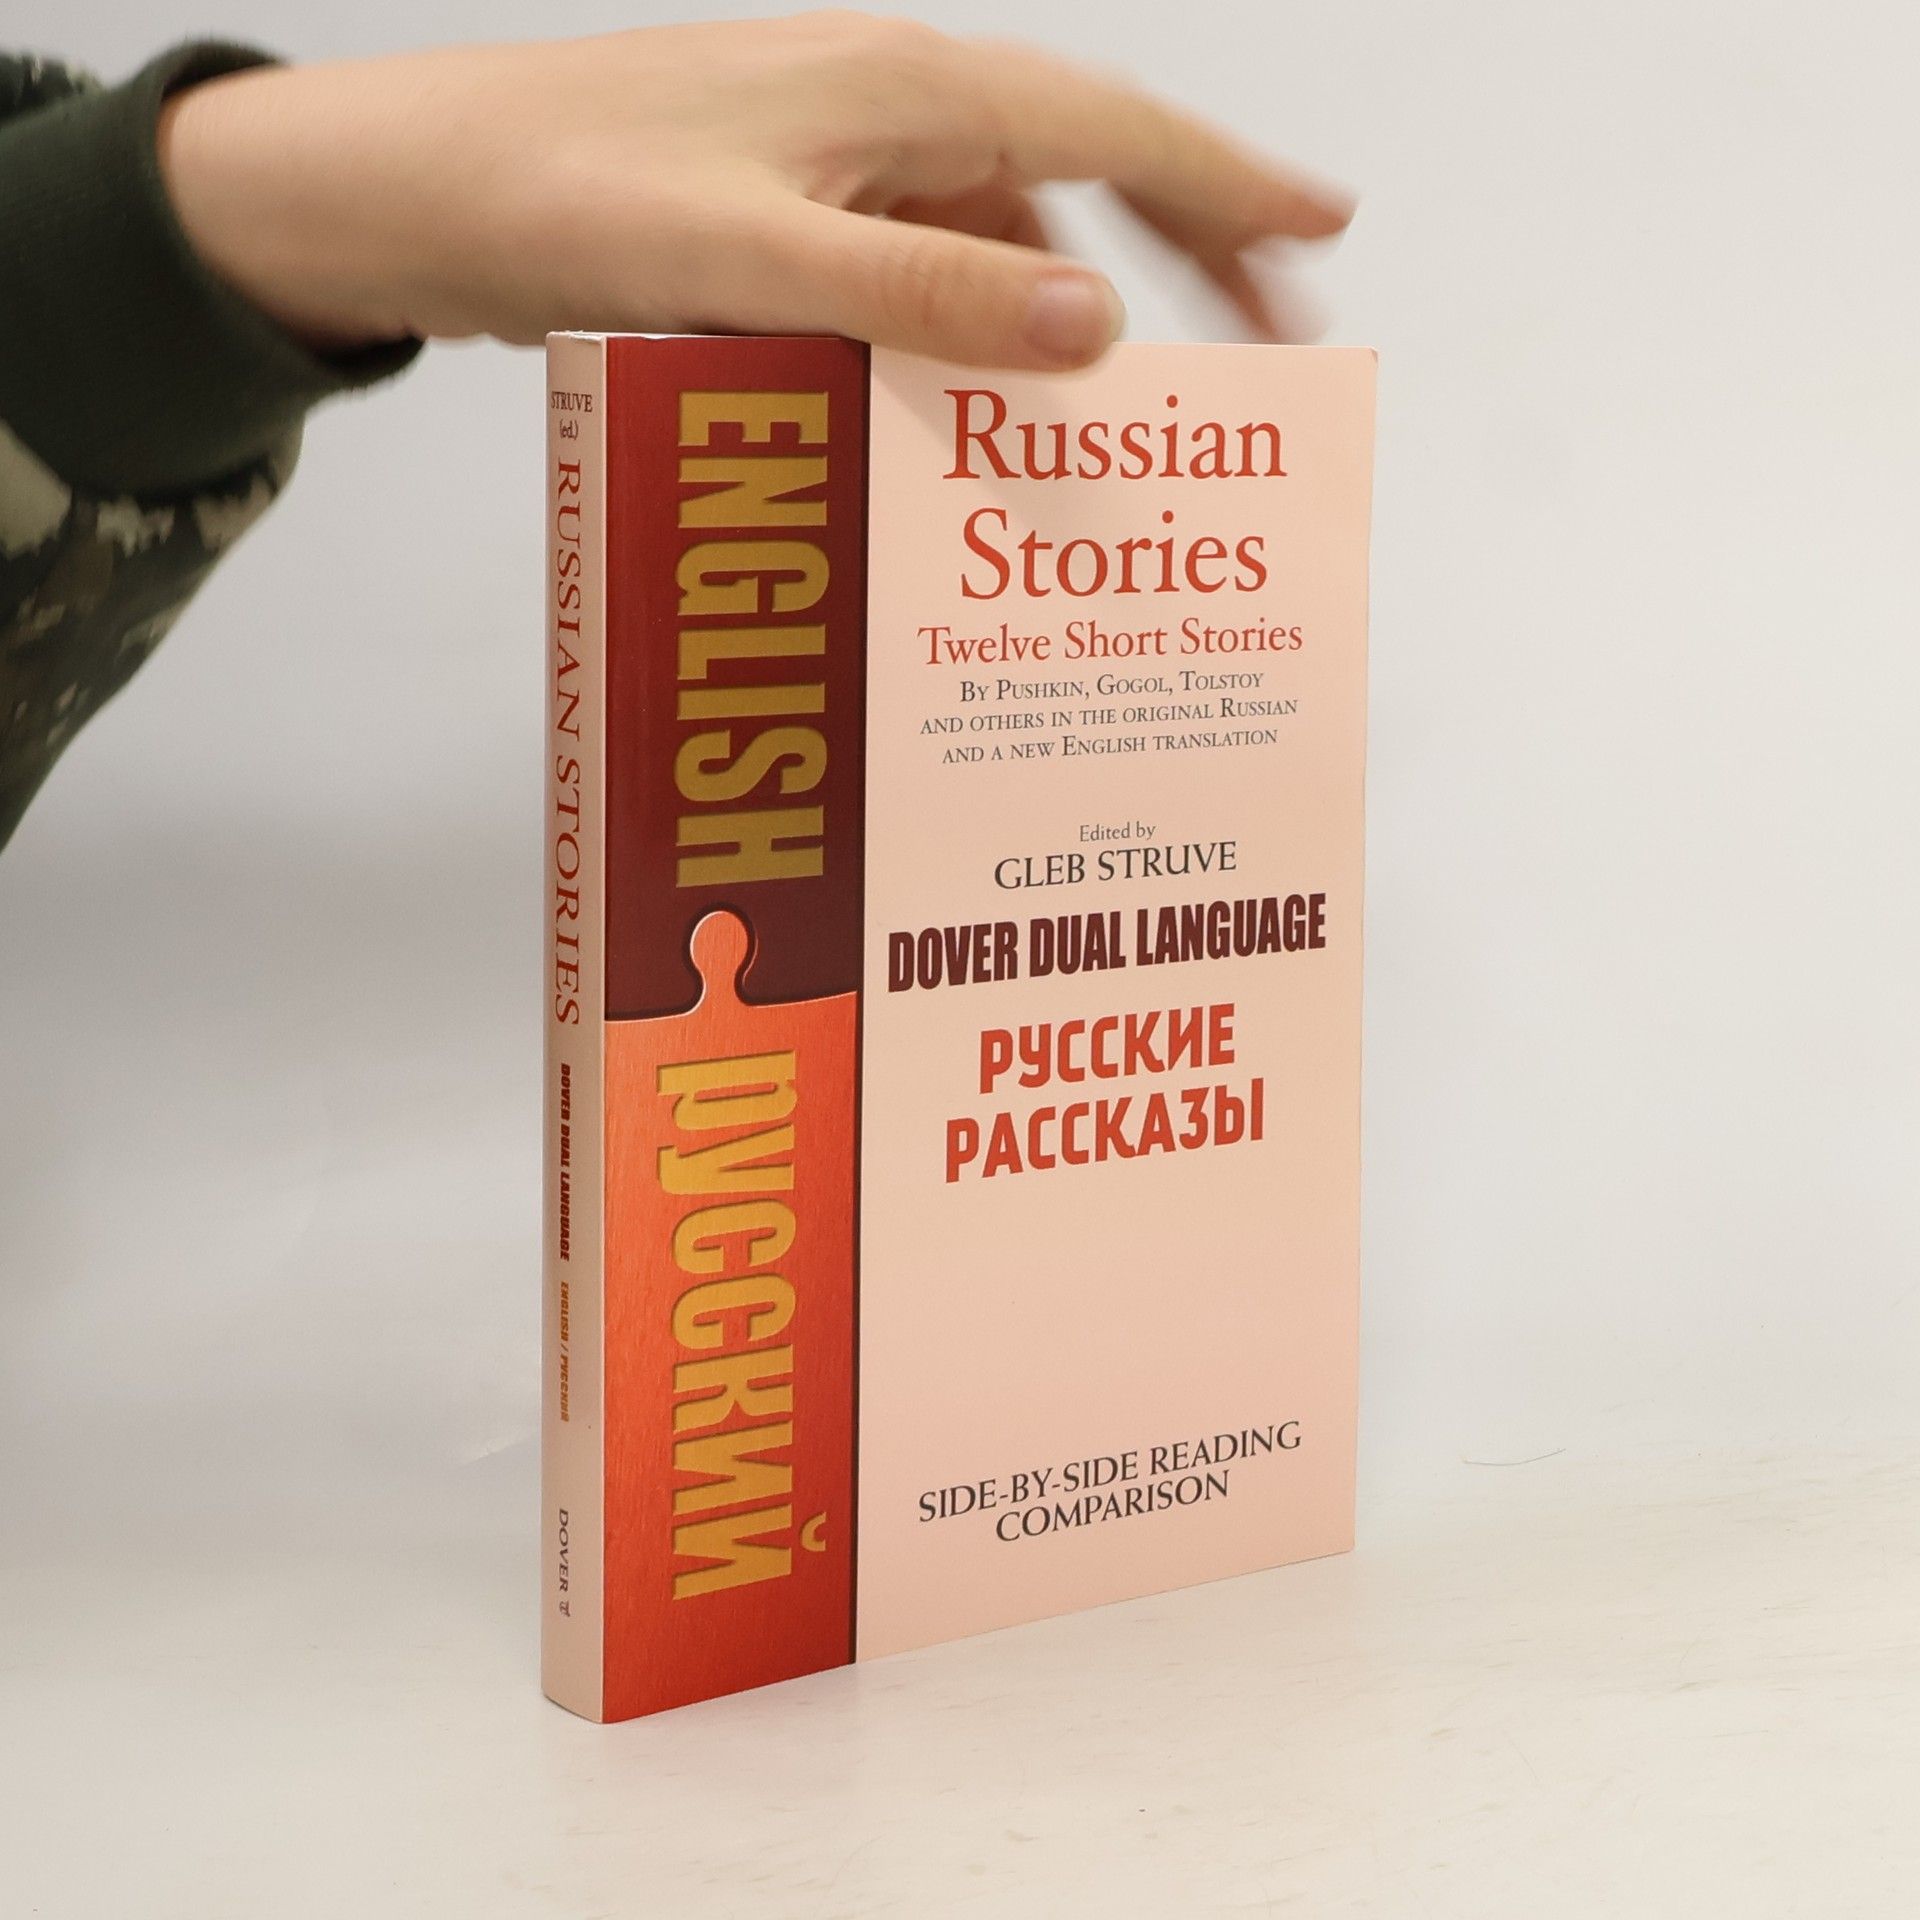 STRUVE
(ed.)
RUSSIAN STORIES
DOVER DUAL LANGUAGE
ENGLISH / РУССКИЙ
DOVER
ENGLISH
русский
Russian
Stories
Twelve Short Stories
By Pushkin, Gogol, Tolstoy
and others in the original Russian
and a new English translation
Edited by
GLEB STRUVE
DOVER DUAL LANGUAGE
РУССКИЕ
РАССКАЗЫ
SIDE-BY-SIDE READING
COMPARISON